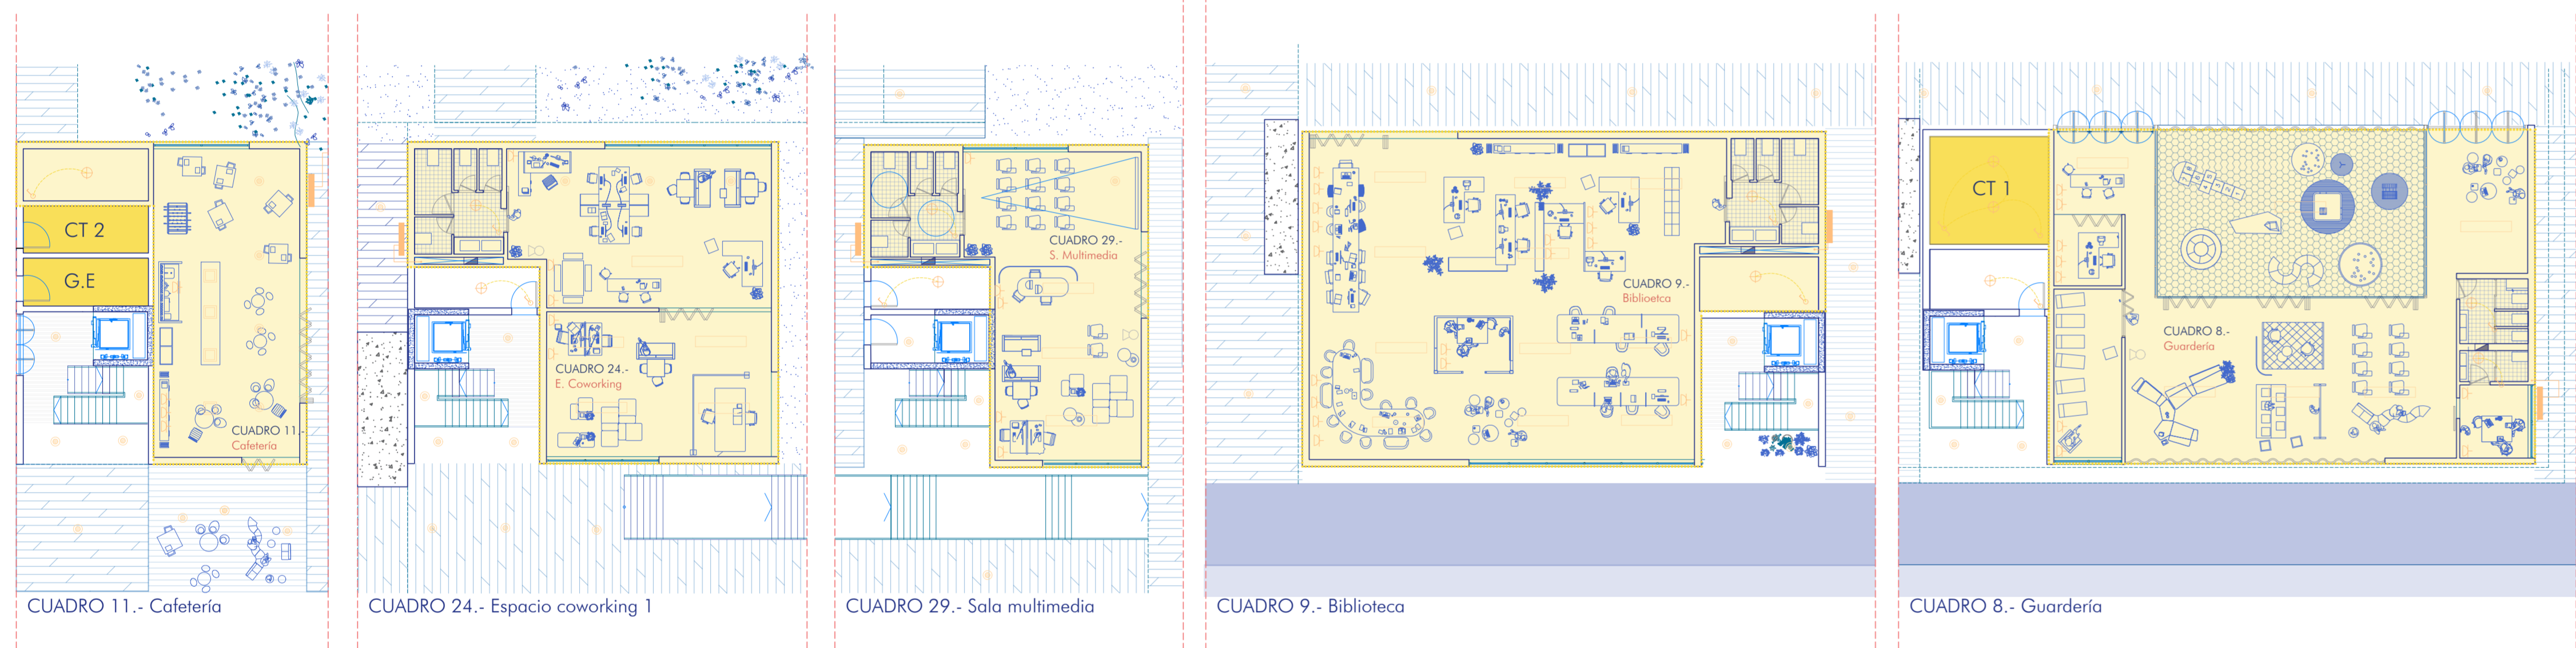 CT 2
G.E
CUADRO 11.-
Cafetería
CUADRO 11.- Cafetería
CUADRO 24.-
E. Coworking
CUADRO 24.- Espacio coworking 1
CUADRO 29.-
S. Multimedia
CUADRO 29.- Sala multimedia
CUADRO 9.-
Biblioetca
CUADRO 9.- Biblioteca
CT 1
CUADRO 8.-
Guardería
CUADRO 8.- Guardería